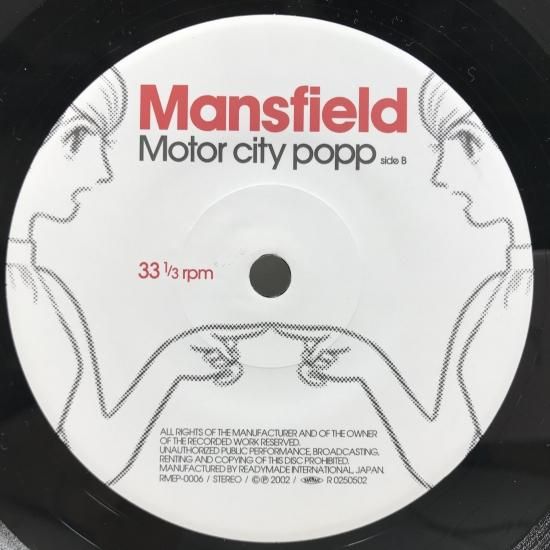 Mansfield
Motor city popp side B
33 1/3 rpm
ALL RIGHTS OF THE MANUFACTURER AND OF THE OWNER
OF THE RECORDED WORK RESERVED.
UNAUTHORIZED PUBLIC PERFORMANCE, BROADCASTING,
RENTING AND COPYING OF THIS DISC PROHIBITED.
MANUFACTURED BY READYMADE INTERNATIONAL, JAPAN.
RMEP-0006 / STEREO / ©℗ 2002 / / R 0250502